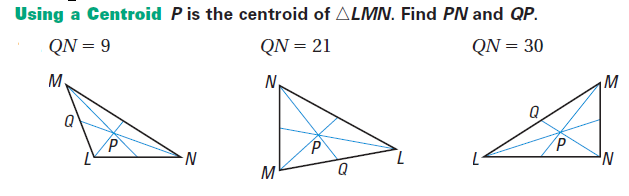 Using a Centroid P is the centroid of △LMN. Find PN and QP.
QN = 9 QN = 21 QN = 30
M N M
Q Q
P P P
L N M Q L L N